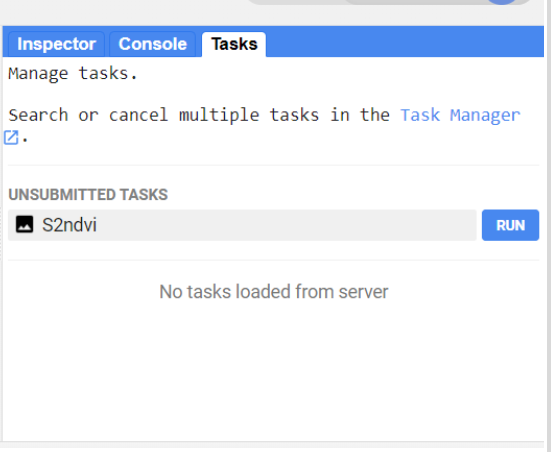 Inspector Console Tasks
Manage tasks.
Search or cancel multiple tasks in the Task Manager
.
UNSUBMITTED TASKS
S2ndvi RUN
No tasks loaded from server